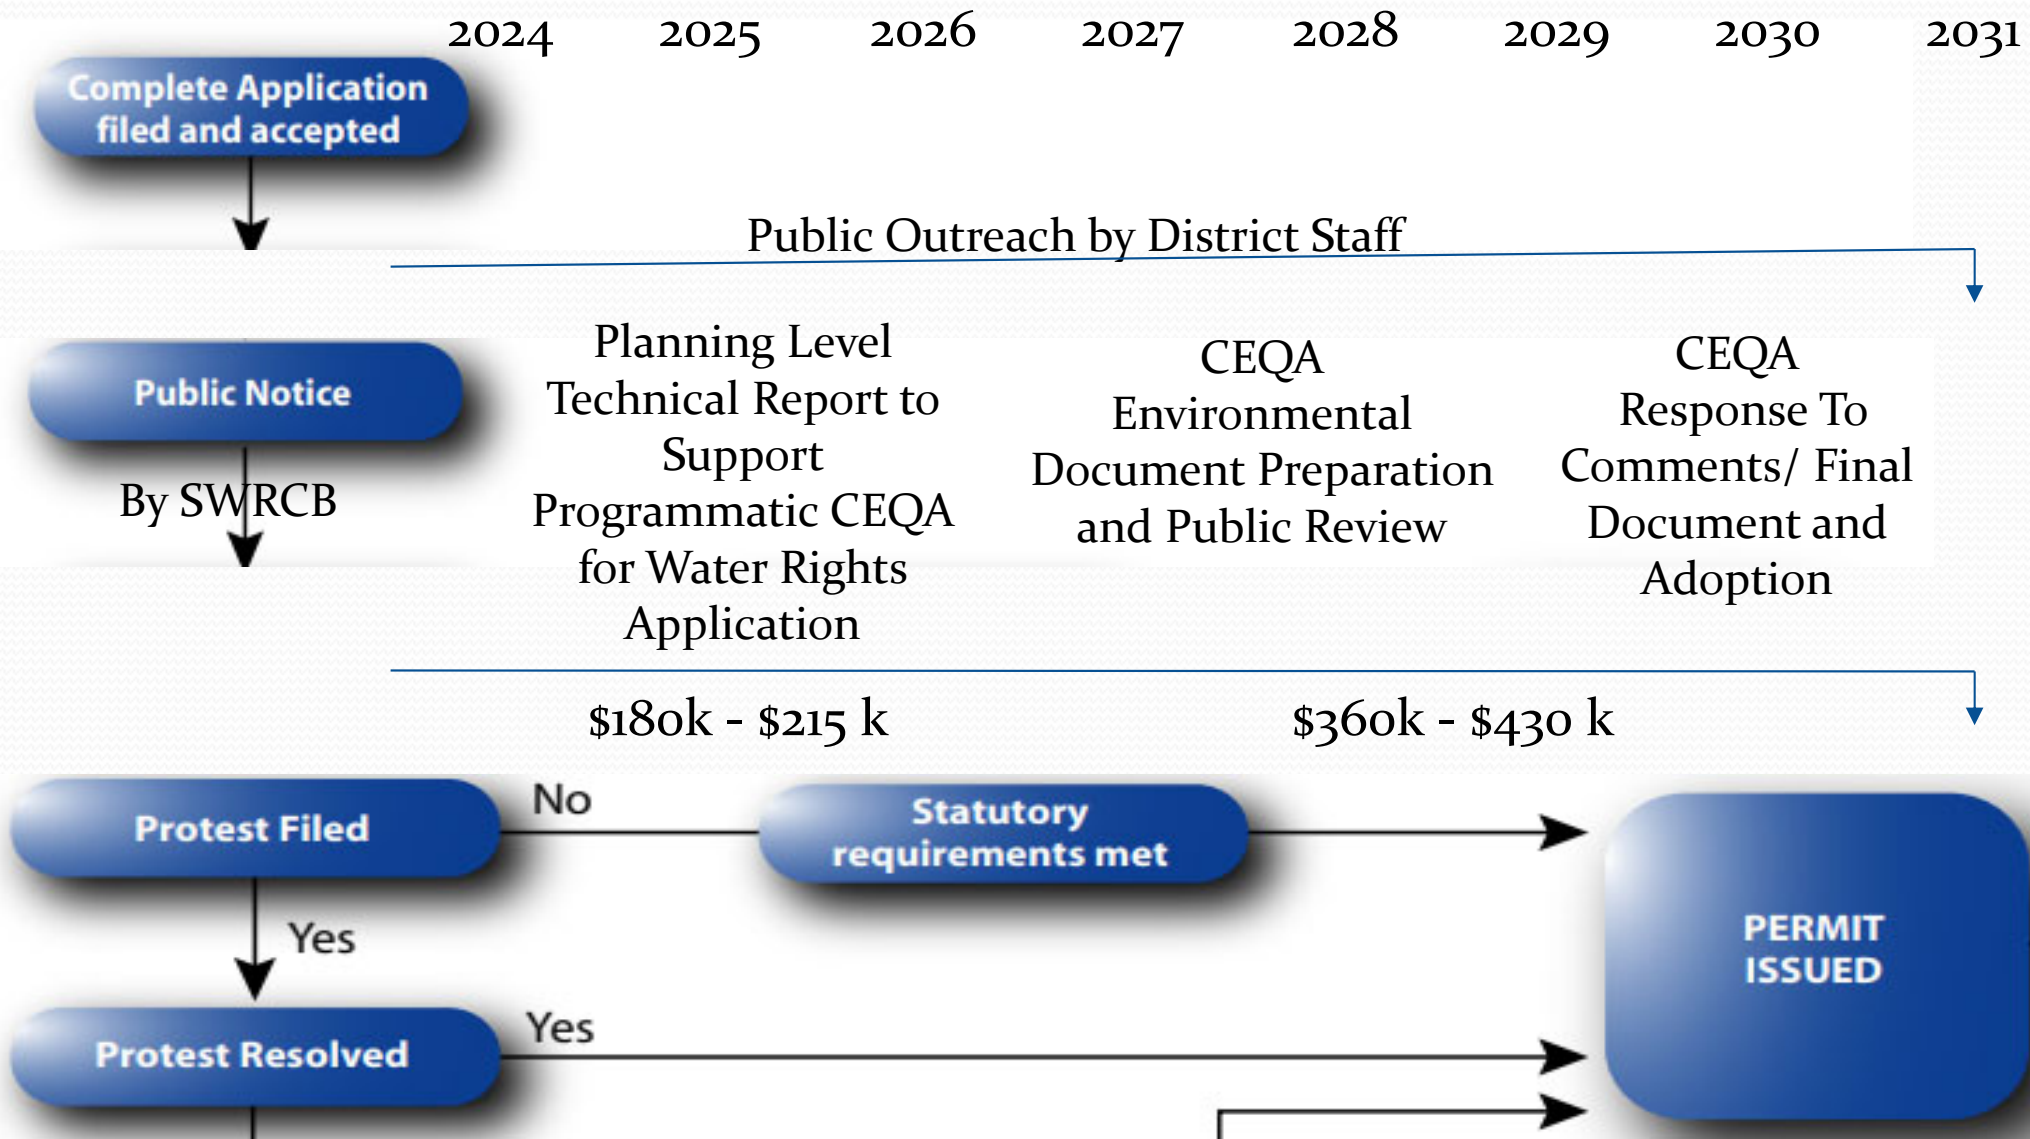 2024 2025 2026 2027 2028 2029 2030 2031
Complete Application
filed and accepted
Public Outreach by District Staff
Public Notice
By SWRCB
Planning Level
Technical Report to
Support
Programmatic CEQA
for Water Rights
Application
CEQA
Environmental
Document Preparation
and Public Review
CEQA
Response To
Comments/ Final
Document and
Adoption
$180k - $215 k
$360k - $430 k
Protest Filed
No
Statutory
requirements met
Yes
PERMIT
ISSUED
Protest Resolved
Yes